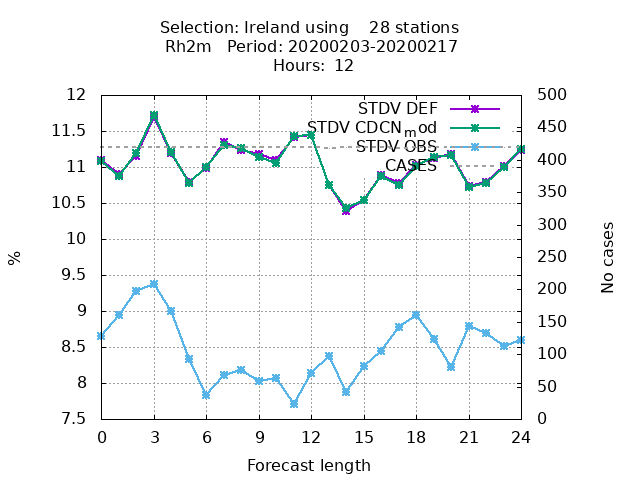 Selection: Ireland using    28 stations
Rh2m   Period: 20200203-20200217
Hours:  12
STDV DEF
STDV CDCN_mod
STDV OBS
CASES
12
11.5
11
10.5
10
9.5
9
8.5
8
7.5
500
450
400
350
300
250
200
150
100
50
0
%
No cases
0 3 6 9 12 15 18 21 24
Forecast length